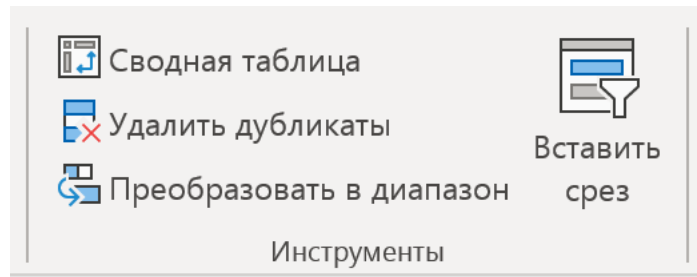 Сводная таблица
Удалить дубликаты
Преобразовать в диапазон
Вставить
срез
Инструменты